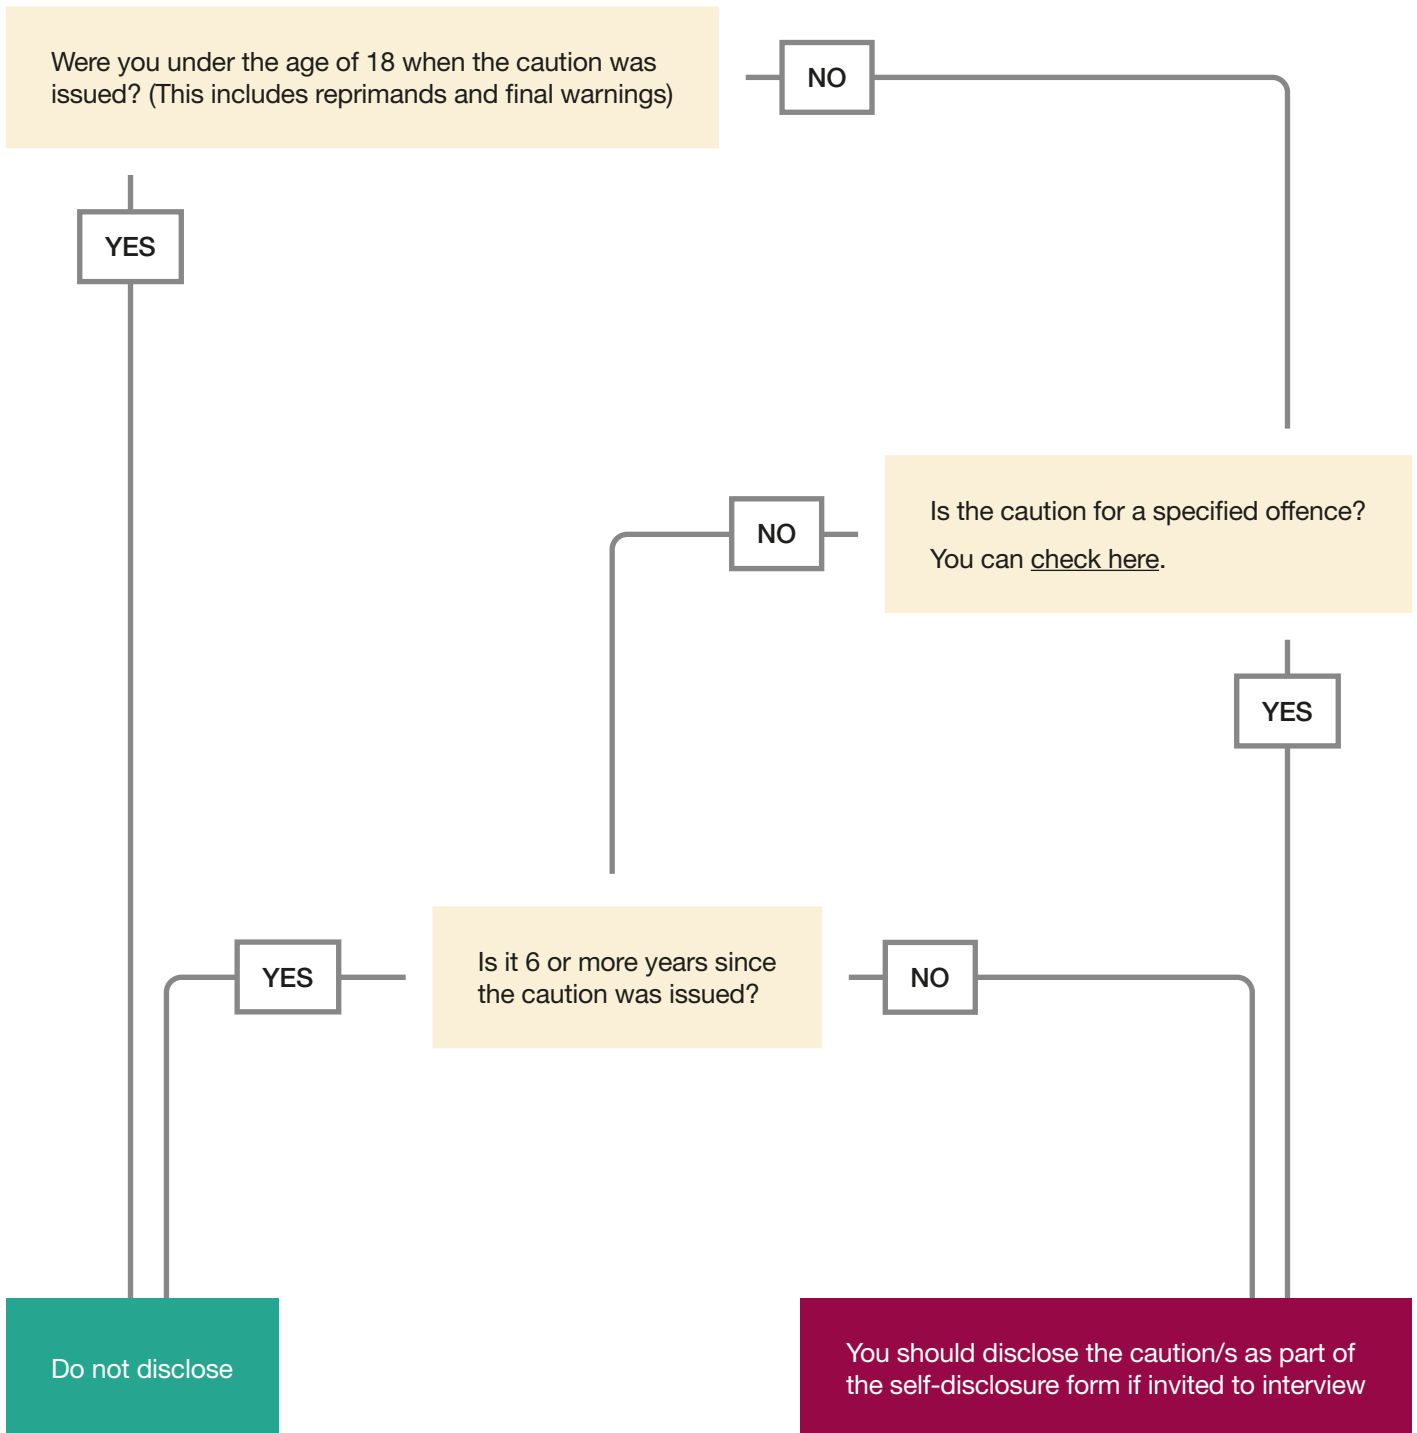 Were you under the age of 18 when the caution was
issued? (This includes reprimands and final warnings)
NO
YES
Is the caution for a specified offence?
You can check here.
NO
YES
Is it 6 or more years since
the caution was issued?
YES
NO
Do not disclose
You should disclose the caution/s as part of
the self-disclosure form if invited to interview